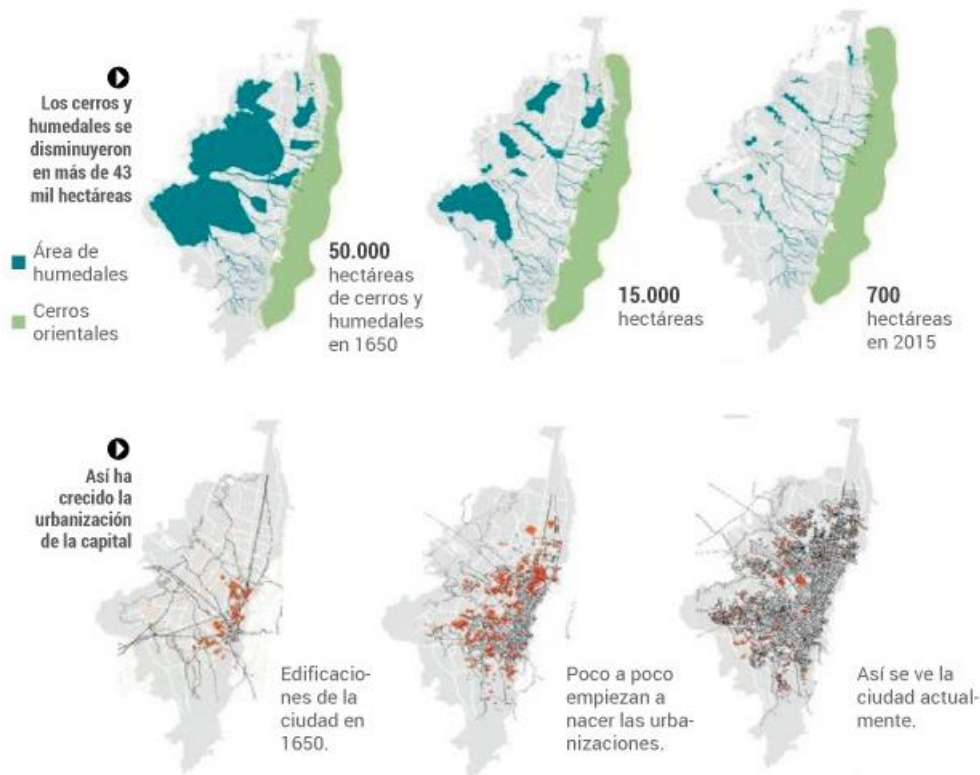 Los cerros y
humedales se
disminuyeron
en más de 43
mil hectáreas
Área de
humedales
Cerros
orientales
50.000
hectáreas
de cerros y
humedales
en 1650
15.000
hectáreas
700
hectáreas
en 2015
Así ha
crecido la
urbanización
de la capital
Edificacio-
nes de la
ciudad en
1650.
Poco a poco
empiezan a
nacer las urba-
nizaciones.
Así se ve la
ciudad actual-
mente.